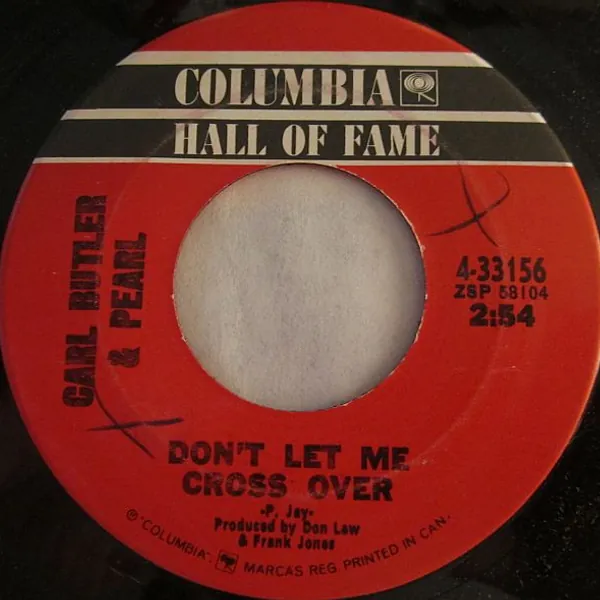 COLUMBIA
HALL OF FAME
CARL BUTLER
& PEARL
4-33156
ZSP 58104
2:54
DON'T LET ME
CROSS OVER
-P. Jay-
Produced by Don Law
& Frank Jones
℗ "COLUMBIA", MARCAS REG. PRINTED IN CAN.